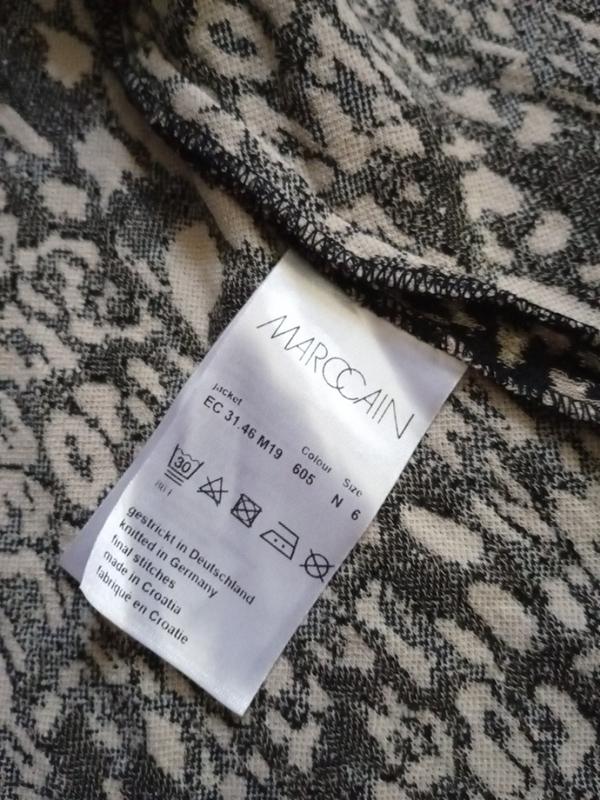 MARCCAIN
jacket Colour Size
EC 31.46 M19 605 N 6
30
gestrickt in Deutschland
knitted in Germany
final stitches
made in Croatia
fabriqué en Croatie